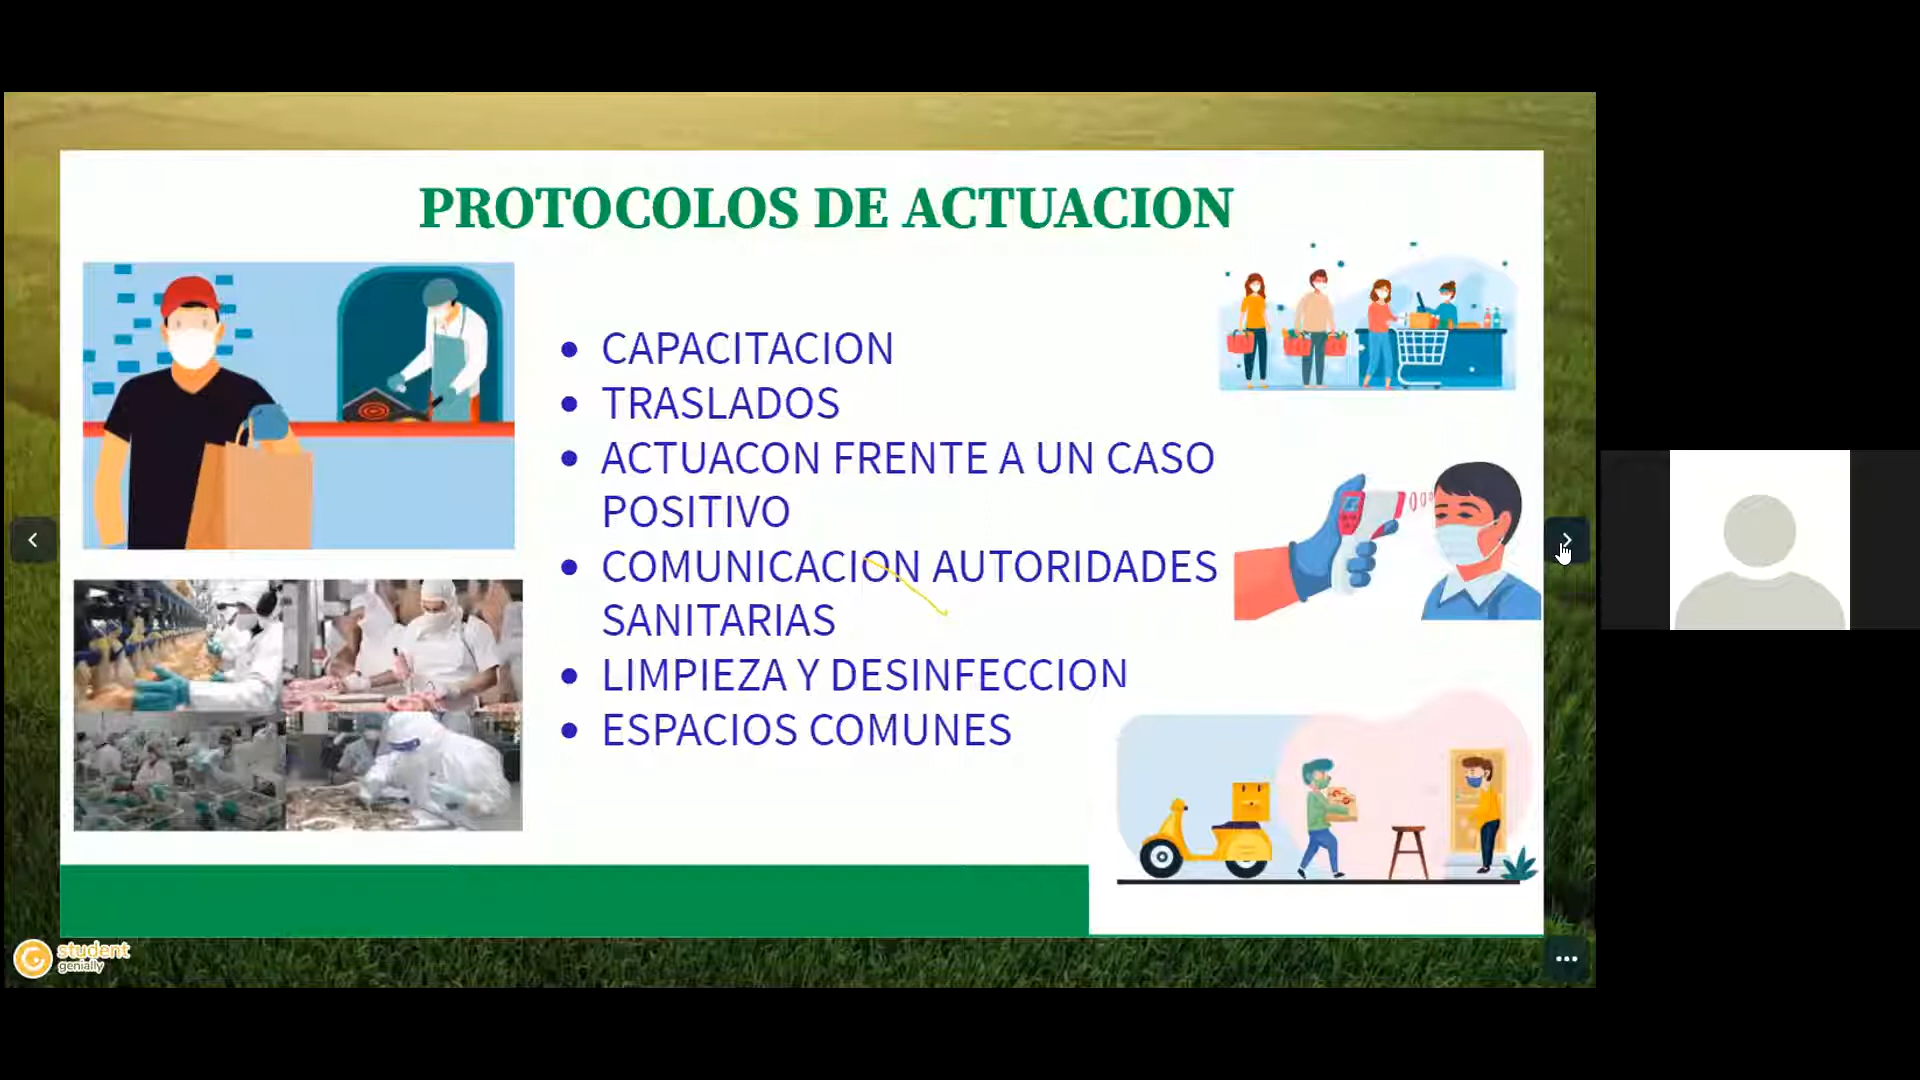 PROTOCOLOS DE ACTUACION
CAPACITACION
TRASLADOS
ACTUACON FRENTE A UN CASO
POSITIVO
COMUNICACION AUTORIDADES
SANITARIAS
LIMPIEZA Y DESINFECCION
ESPACIOS COMUNES
student
genially